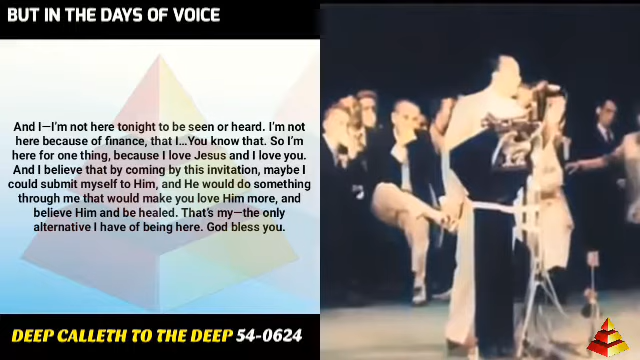 BUT IN THE DAYS OF VOICE
And I—I'm not here tonight to be seen or heard. I'm not
here because of finance, that I...You know that. So I'm
here for one thing, because I love Jesus and I love you.
And I believe that by coming by this invitation, maybe I
could submit myself to Him, and He would do something
through me that would make you love Him more, and
believe Him and be healed. That's my—the only
alternative I have of being here. God bless you.
DEEP CALLETH TO THE DEEP 54-0624